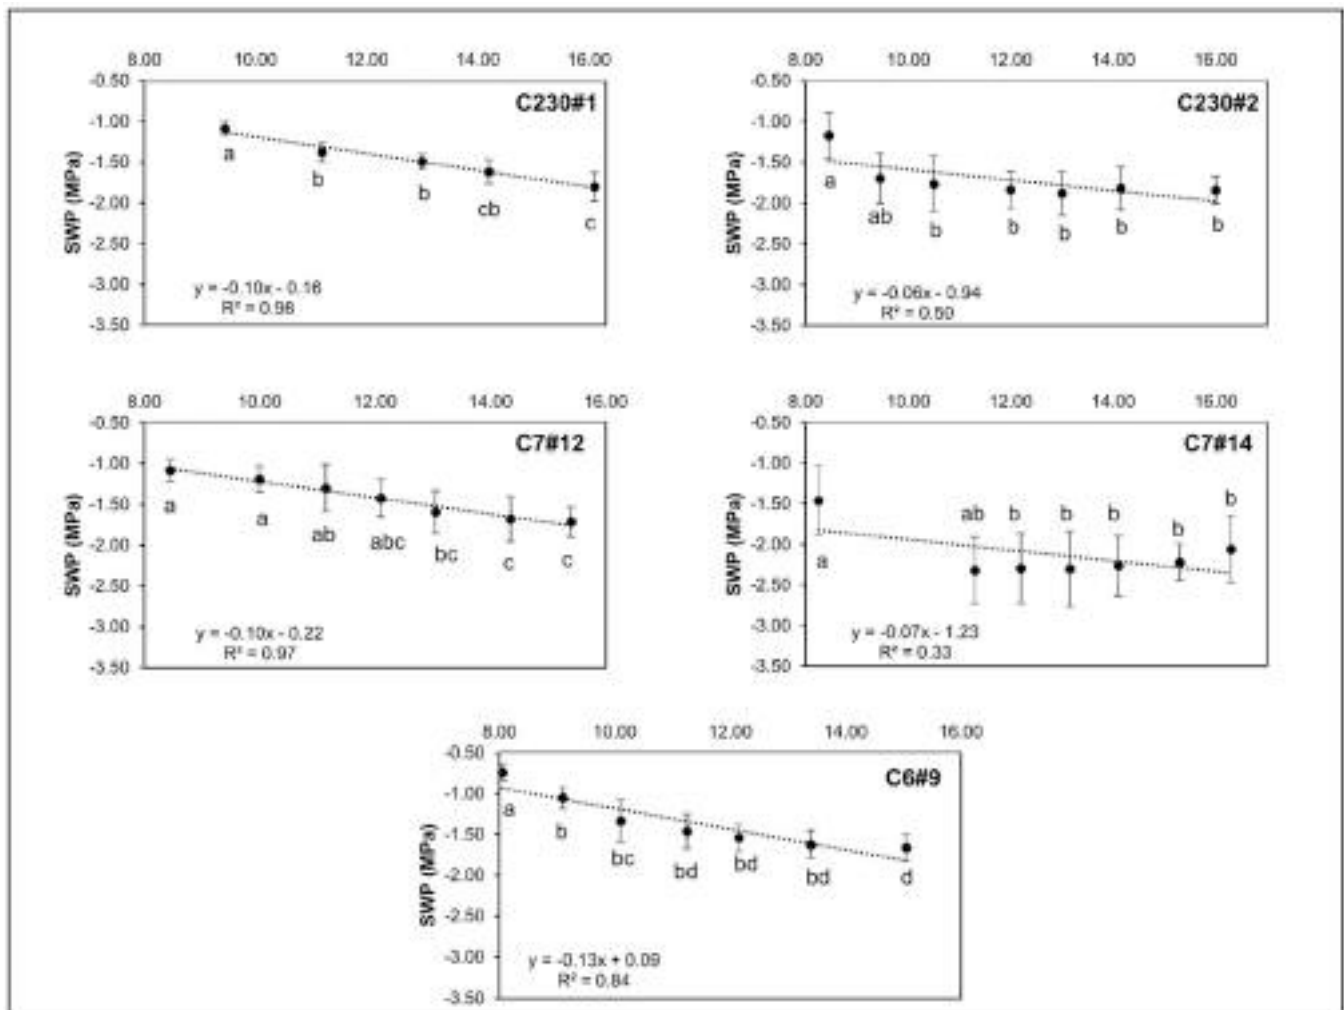 8.00 10.00 12.00 14.00 16.00
-0.50
C230#1
-1.00
a
-1.50
b b cb c
-2.00
-2.50
-3.00
y = -0.10x - 0.16
R² = 0.98
-3.50
SWP (MPa)
8.00 10.00 12.00 14.00 16.00
-0.50
C230#2
-1.00
-1.50
a
-2.00
ab b b b b b
-2.50
-3.00
y = -0.06x - 0.94
R² = 0.50
-3.50
SWP (MPa)
8.00 10.00 12.00 14.00 16.00
-0.50
C7#12
-1.00
-1.50
a a ab abc bc c c
-2.00
-2.50
-3.00
y = -0.10x - 0.22
R² = 0.97
-3.50
SWP (MPa)
8.00 10.00 12.00 14.00 16.00
-0.50
C7#14
-1.00
-1.50
ab b b b b b
-2.00
a
-2.50
-3.00
y = -0.07x - 1.23
R² = 0.33
-3.50
SWP (MPa)
8.00 10.00 12.00 14.00 16.00
-0.50
C6#9
-1.00
a
-1.50
b bc bd bd bd d
-2.00
-2.50
-3.00
y = -0.13x + 0.09
R² = 0.84
-3.50
SWP (MPa)